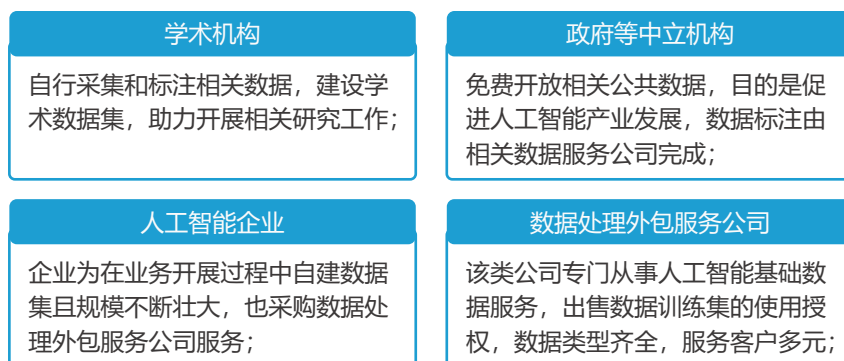 学术机构
自行采集和标注相关数据，建设学
术数据集，助力开展相关研究工作；
政府等中立机构
免费开放相关公共数据，目的是促
进人工智能产业发展，数据标注由
相关数据服务公司完成；
人工智能企业
企业为在业务开展过程中自建数据
集且规模不断壮大，也采购数据处
理外包服务公司服务；
数据处理外包服务公司
该类公司专门从事人工智能基础数
据服务，出售数据训练集的使用授
权，数据类型齐全，服务客户多元；